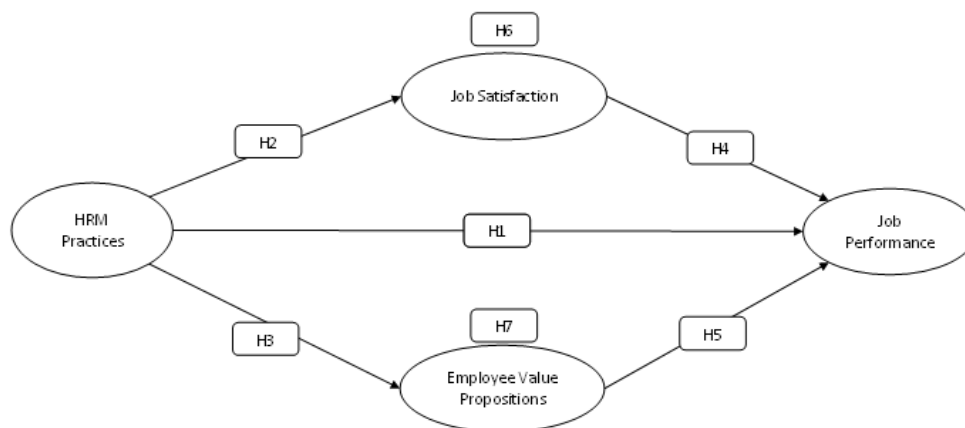 H6
Job Satisfaction
H2
H4
HRM
Practices
H1
Job
Performance
H7
H3
H5
Employee Value
Propositions